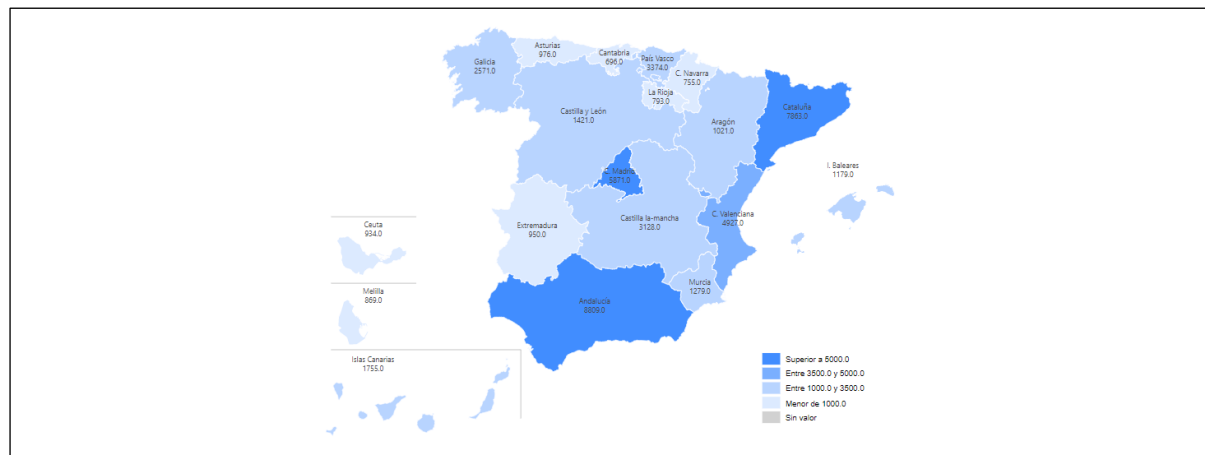 Asturias
976.0
Cantabria
696.0
País Vasco
3374.0
Galicia
2571.0
C. Navarra
755.0
La Rioja
793.0
Cataluña
7863.0
Castilla y León
1421.0
Aragón
1021.0
I. Baleares
1179.0
C. Madrid
5871.0
Castilla la-mancha
3128.0
C. Valenciana
4927.0
Extremadura
950.0
Ceuta
934.0
Murcia
1279.0
Melilla
869.0
Andalucía
8809.0
Islas Canarias
1755.0
Superior a 5000.0
Entre 3500.0 y 5000.0
Entre 1000.0 y 3500.0
Menor de 1000.0
Sin valor